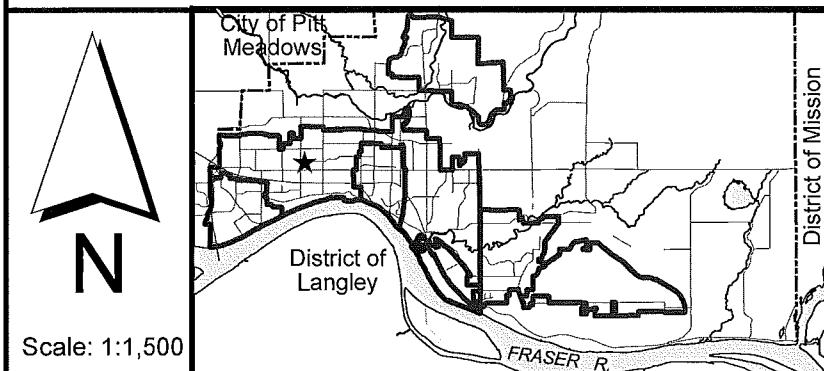 N
Scale: 1:1,500
City of Pitt
Meadows
District of
Langley
FRASER R.
District of Mission